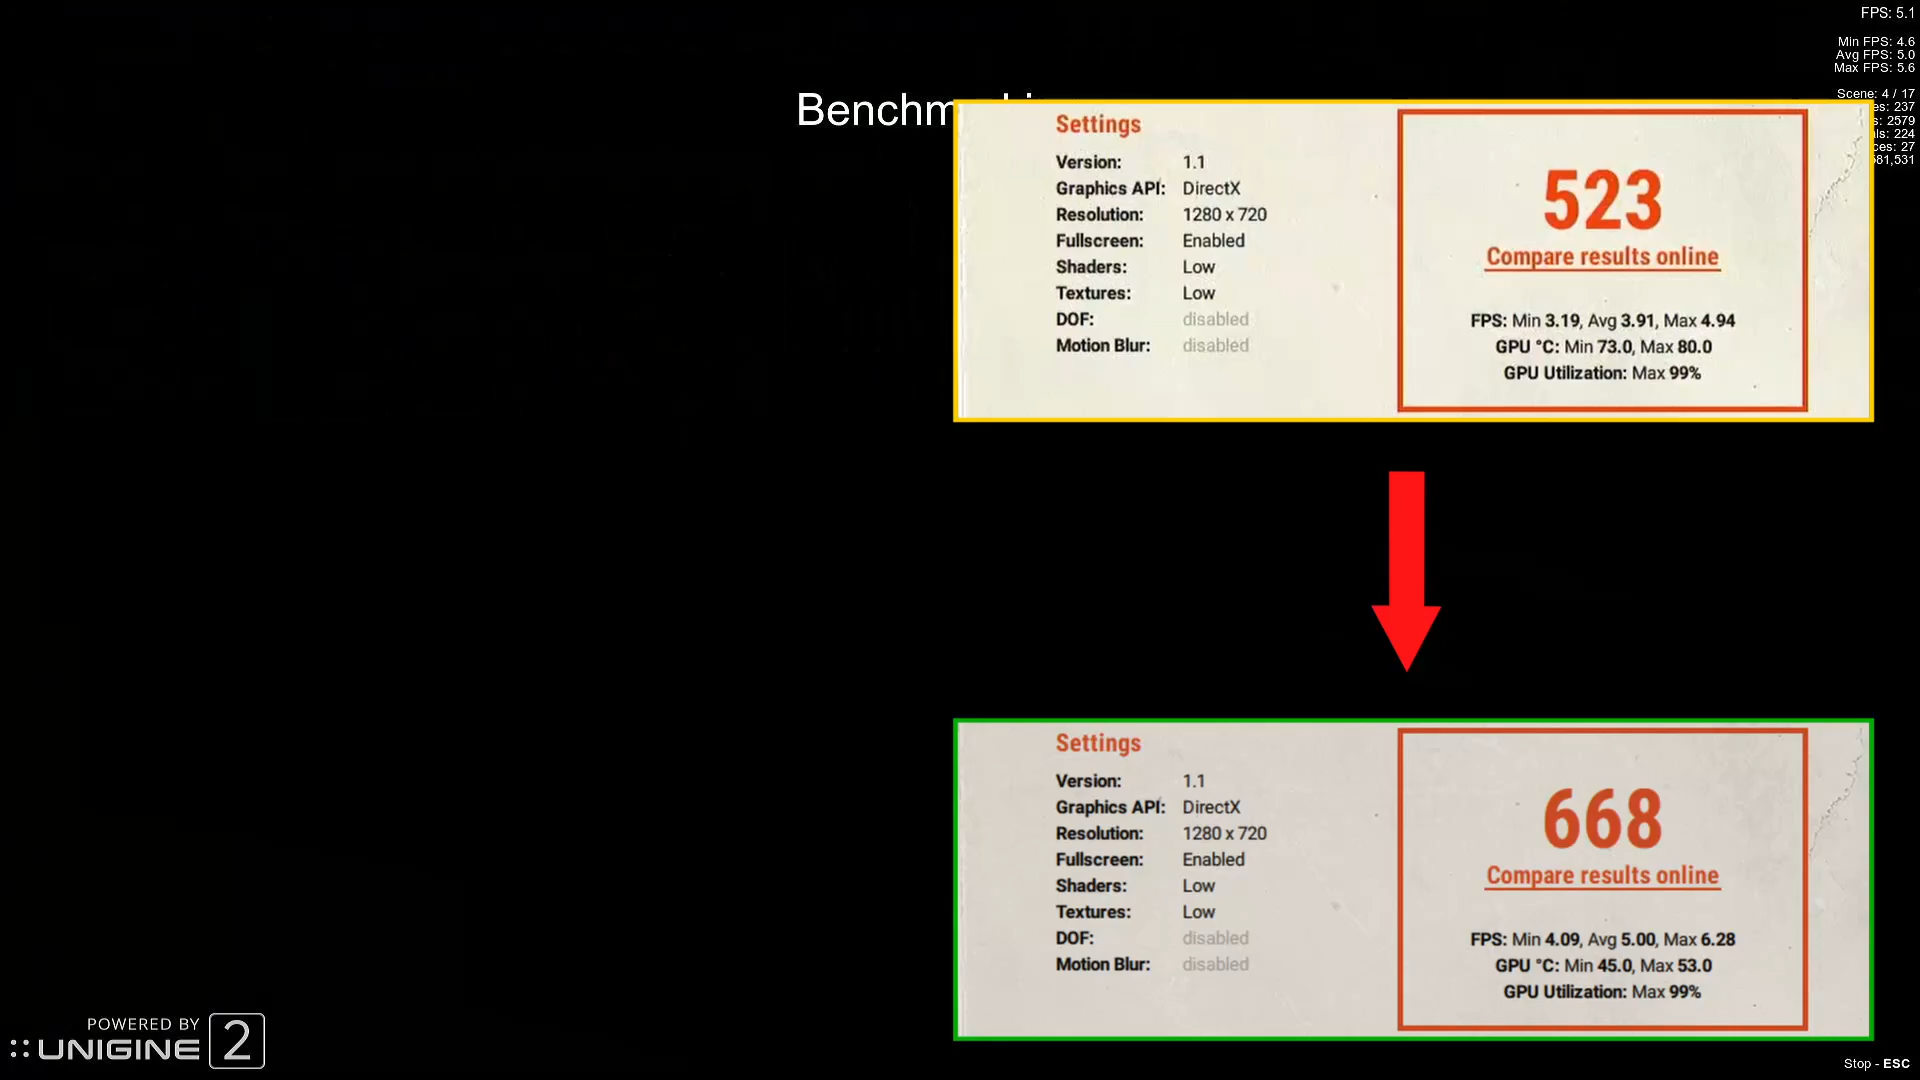 FPS: 5.1
Min FPS: 4.6
Avg FPS: 5.0
Max FPS: 5.6
Scene: 4 / 17
237
2579
224
27
581,531
Settings
Version: 1.1
Graphics API: DirectX
Resolution: 1280 x 720
Fullscreen: Enabled
Shaders: Low
Textures: Low
DOF: disabled
Motion Blur: disabled
523
Compare results online
FPS: Min 3.19, Avg 3.91, Max 4.94
GPU °C: Min 73.0, Max 80.0
GPU Utilization: Max 99%
Settings
Version: 1.1
Graphics API: DirectX
Resolution: 1280 x 720
Fullscreen: Enabled
Shaders: Low
Textures: Low
DOF: disabled
Motion Blur: disabled
668
Compare results online
FPS: Min 4.09, Avg 5.00, Max 6.28
GPU °C: Min 45.0, Max 53.0
GPU Utilization: Max 99%
POWERED BY
UNIGINE 2
Stop - ESC